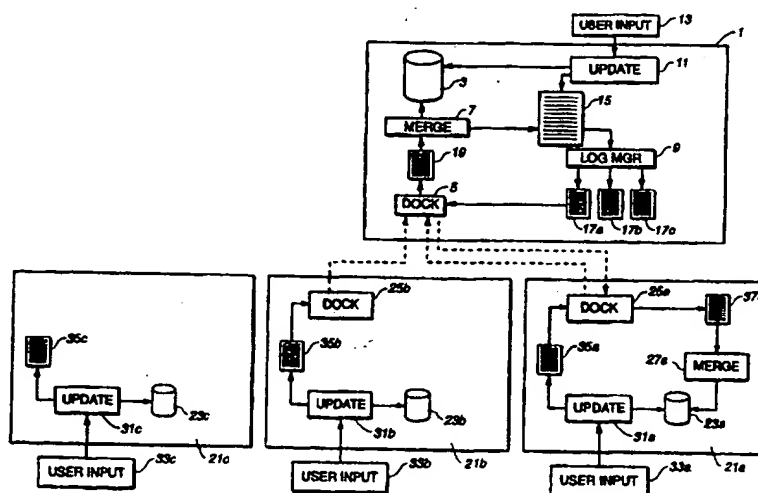 USER INPUT 13
1
UPDATE 11
3
15
7
MERGE
19
LOG MGR 9
5
DOCK
17a 17b 17c
DOCK 25b
DOCK 25a
37a
35c
35b
35a
MERGE 27a
UPDATE 31c
23c
UPDATE 31b
23b
UPDATE 31a
23a
21c
21b
21a
USER INPUT 33c
USER INPUT 33b
USER INPUT 33a